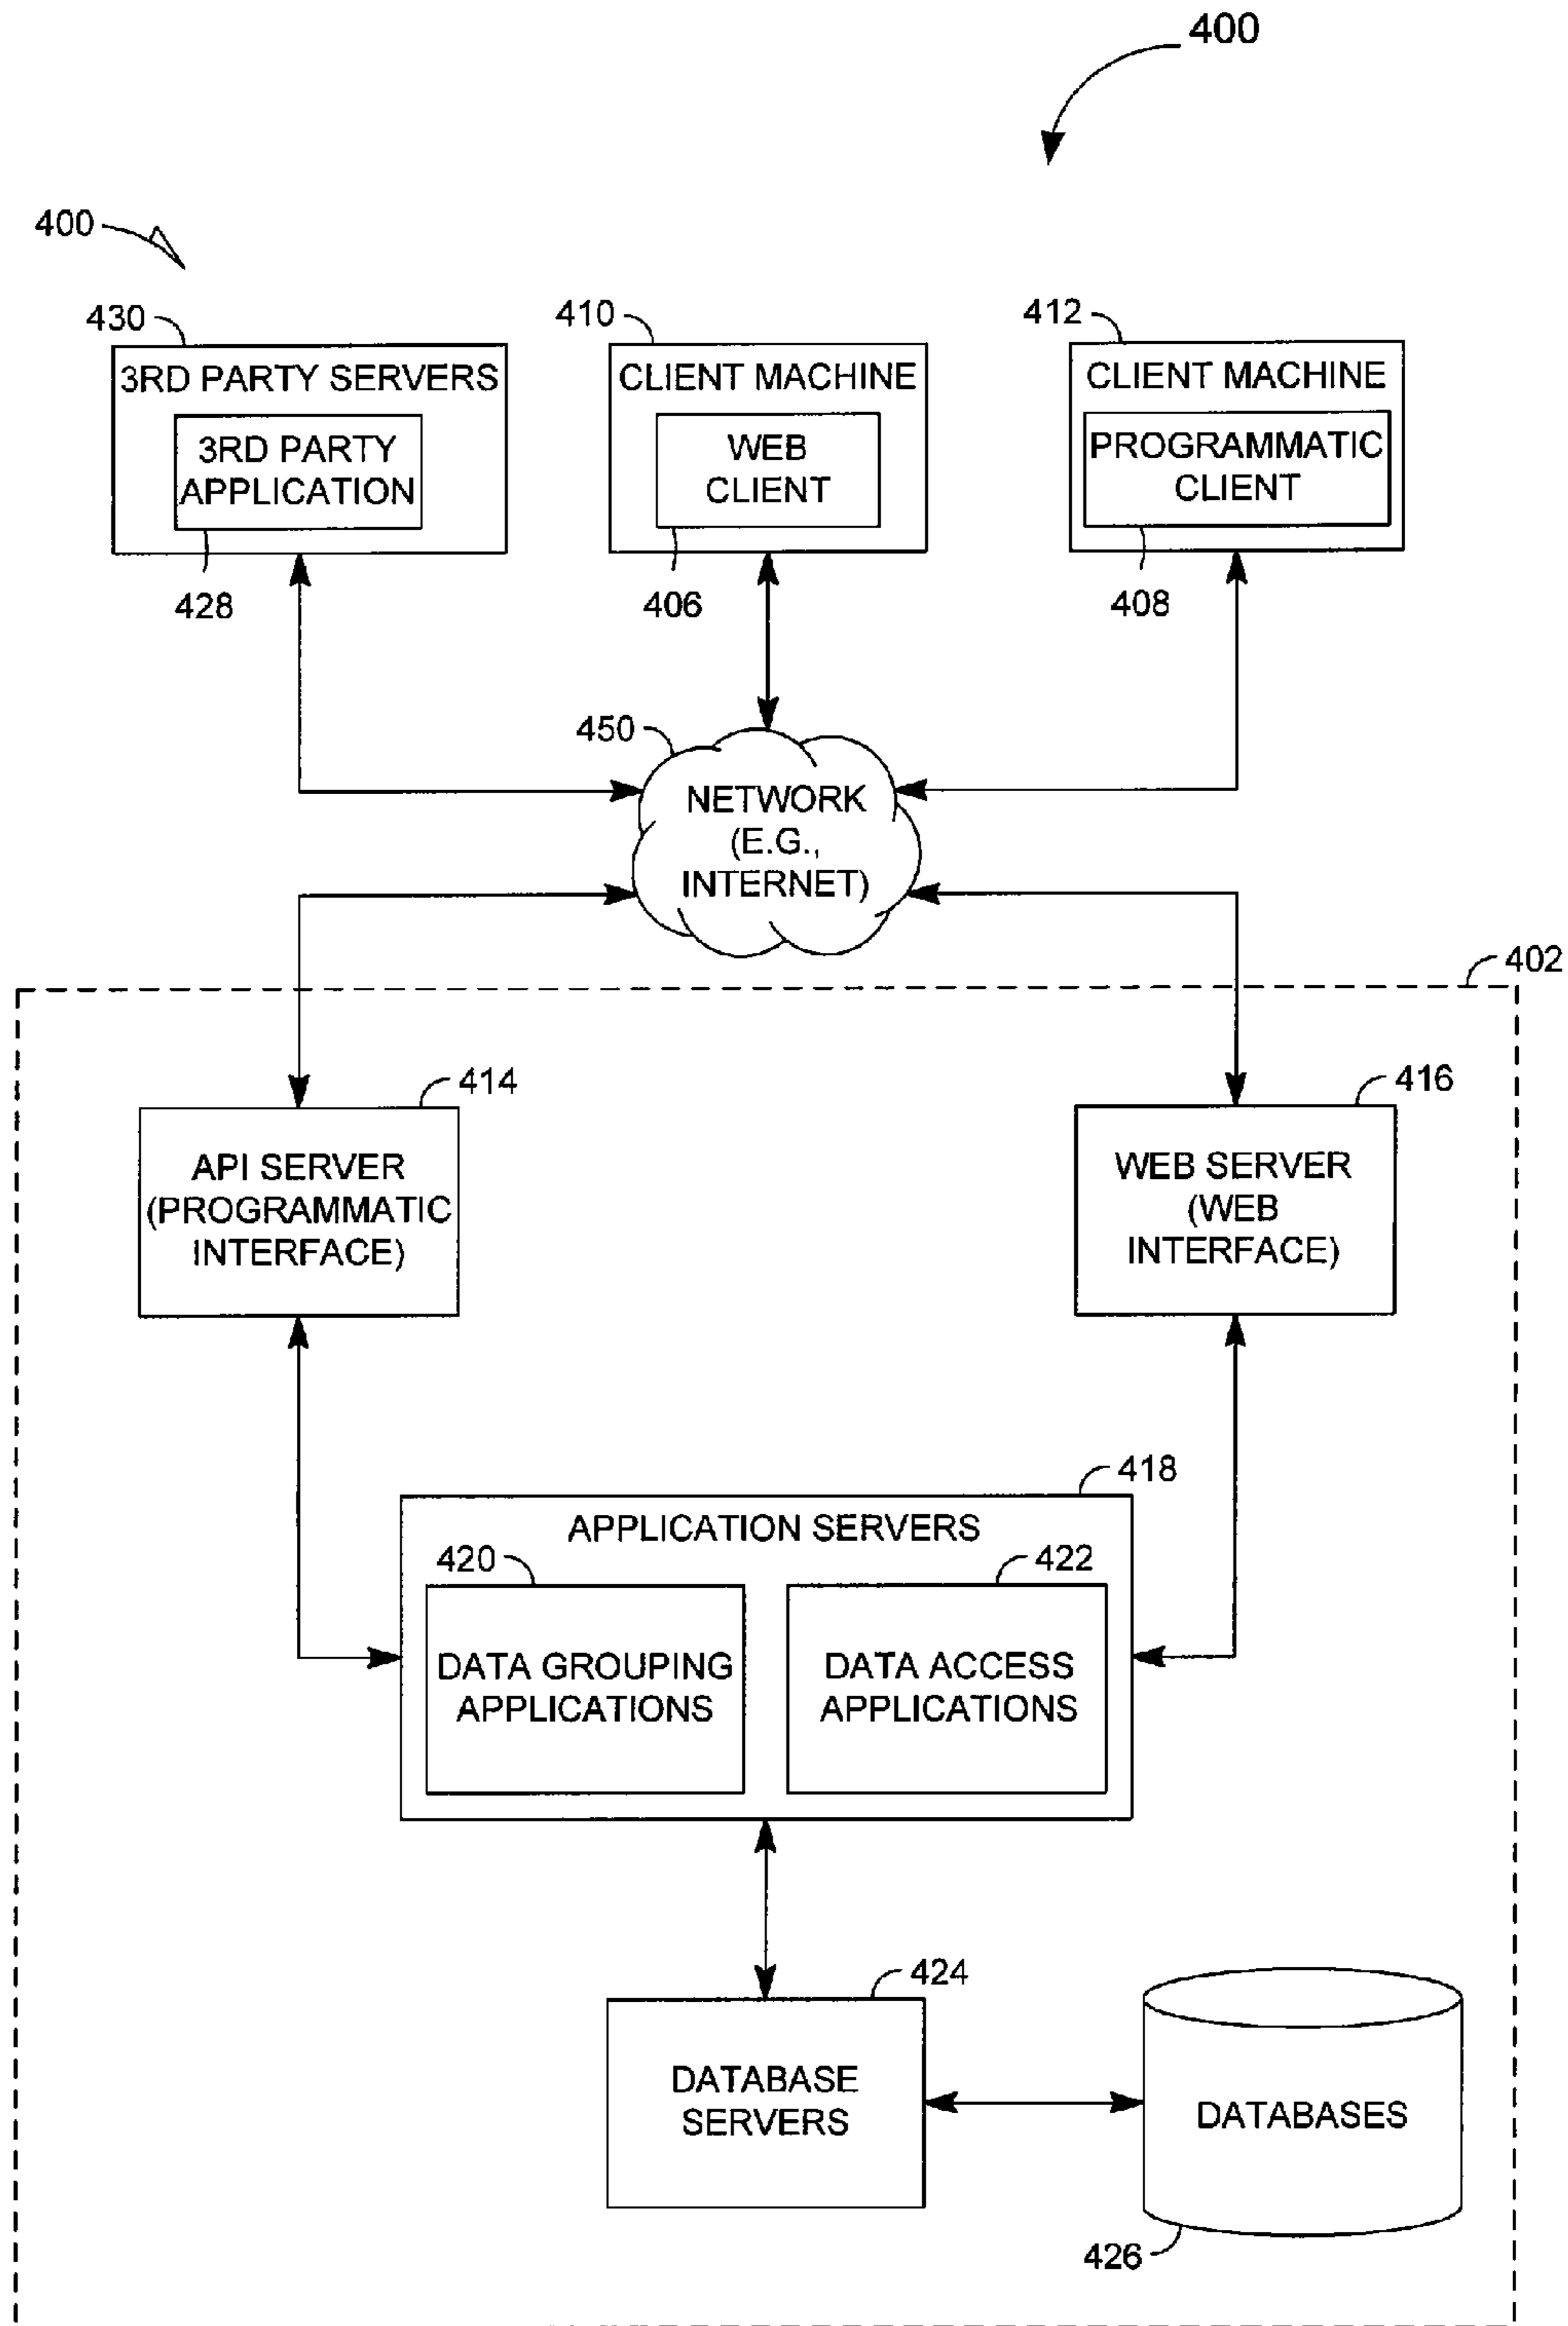 400
400
430
410
412
3RD PARTY SERVERS
CLIENT MACHINE
CLIENT MACHINE
3RD PARTY
APPLICATION
WEB
CLIENT
PROGRAMMATIC
CLIENT
428
406
408
450
NETWORK
(E.G.,
INTERNET)
402
414
416
API SERVER
(PROGRAMMATIC
INTERFACE)
WEB SERVER
(WEB
INTERFACE)
418
APPLICATION SERVERS
420
422
DATA GROUPING
APPLICATIONS
DATA ACCESS
APPLICATIONS
424
DATABASE
SERVERS
DATABASES
426